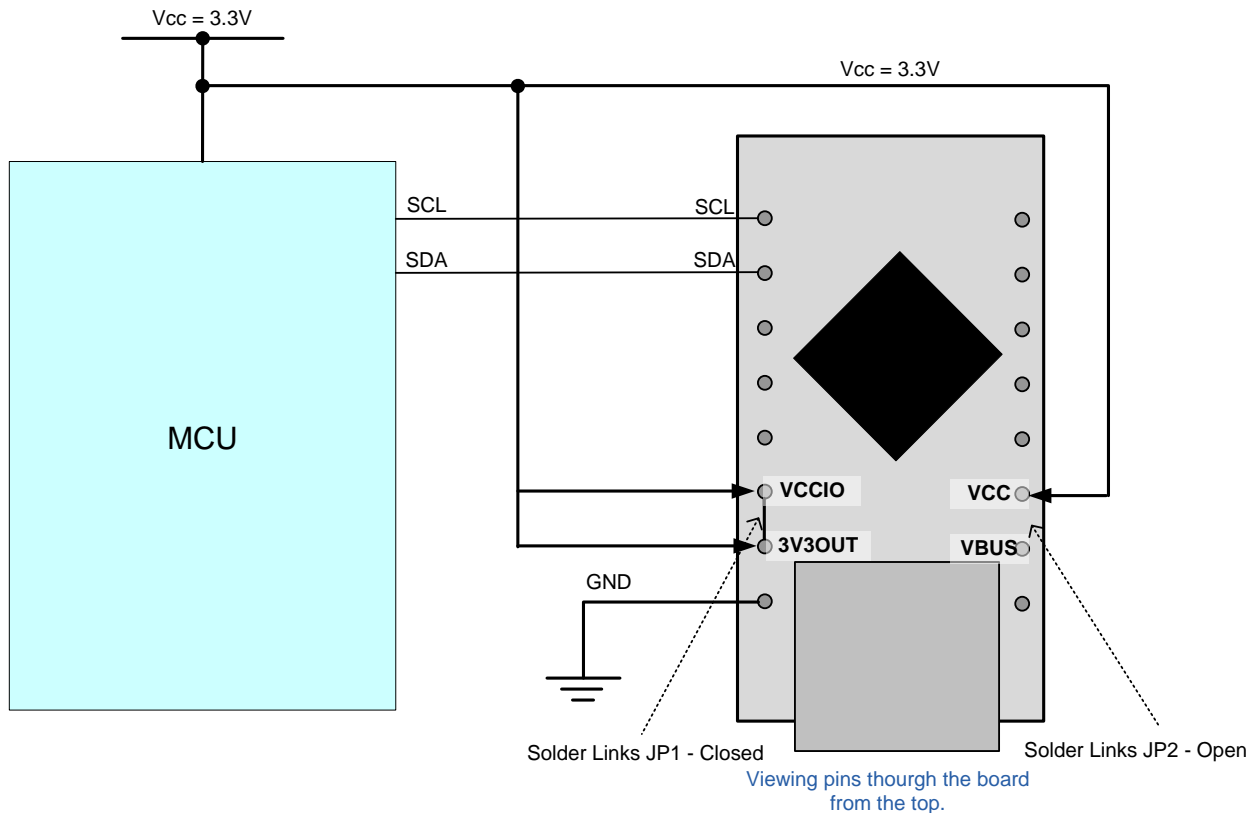 Vcc = 3.3V
Vcc = 3.3V
SCL
SCL
SDA
SDA
MCU
VCCIO
VCC
3V3OUT
VBUS
GND
Solder Links JP1 - Closed
Solder Links JP2 - Open
Viewing pins thourgh the board
from the top.